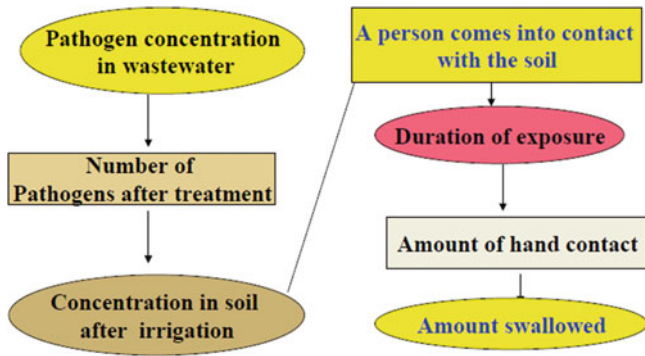 Pathogen concentration
in wastewater
Number of
Pathogens after treatment
Concentration in soil
after irrigation
A person comes into contact
with the soil
Duration of exposure
Amount of hand contact
Amount swallowed